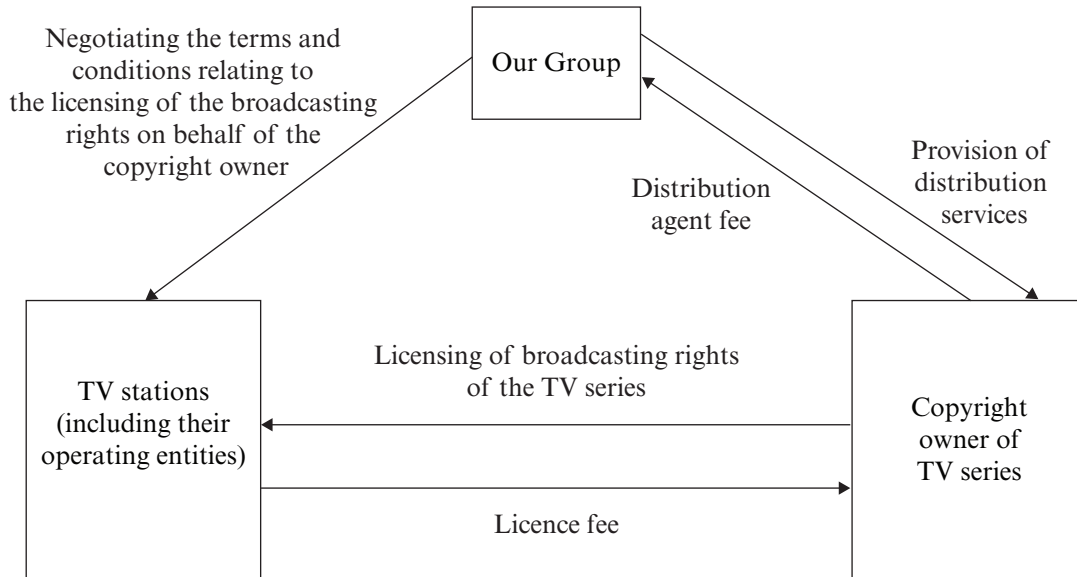 Negotiating the terms and
conditions relating to
the licensing of the broadcasting
rights on behalf of the
copyright owner
Our Group
Provision of
distribution
services
Distribution
agent fee
TV stations
(including their
operating entities)
Licensing of broadcasting rights
of the TV series
Licence fee
Copyright
owner of
TV series